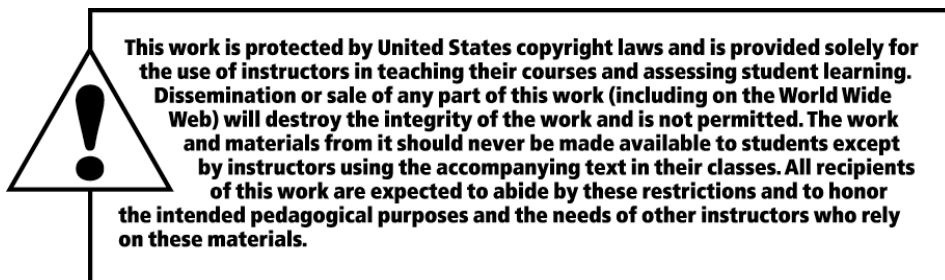 This work is protected by United States copyright laws and is provided solely for
the use of instructors in teaching their courses and assessing student learning.
Dissemination or sale of any part of this work (including on the World Wide
Web) will destroy the integrity of the work and is not permitted. The work
and materials from it should never be made available to students except
by instructors using the accompanying text in their classes. All recipients
of this work are expected to abide by these restrictions and to honor
the intended pedagogical purposes and the needs of other instructors who rely
on these materials.